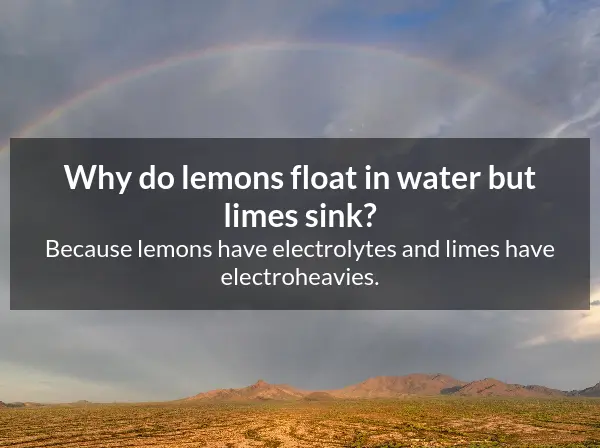 Why do lemons float in water but
limes sink?
Because lemons have electrolytes and limes have
electroheavies.